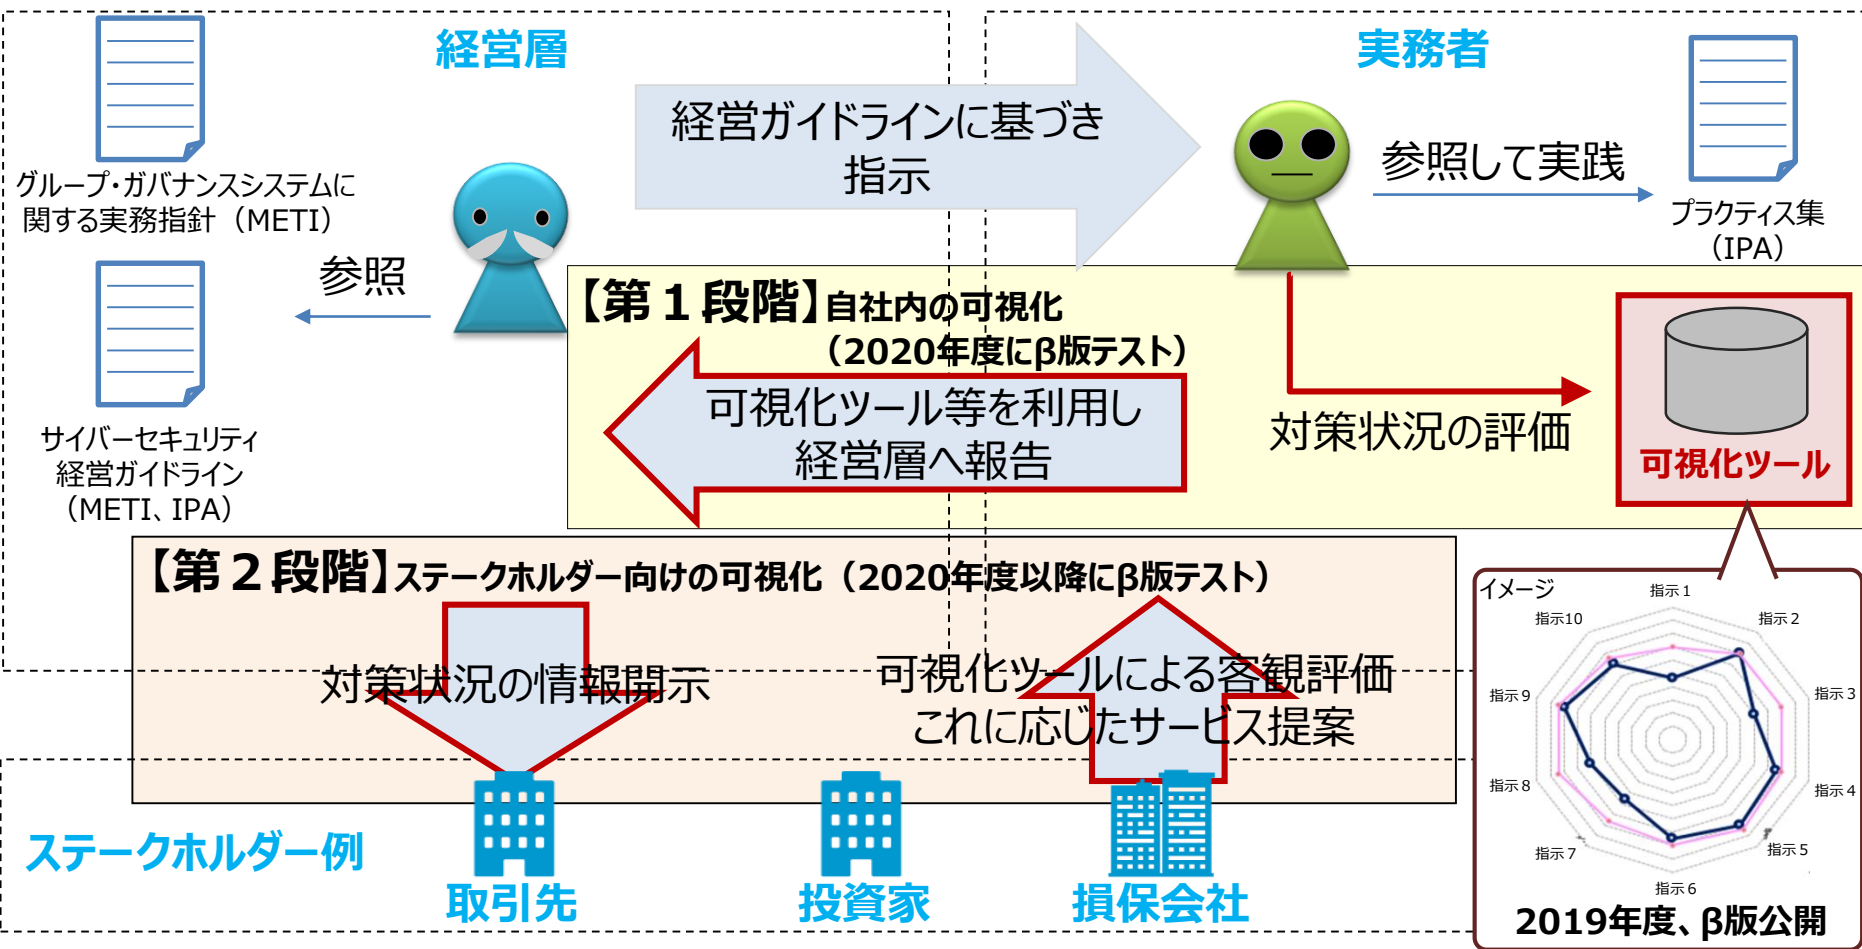 経営層
実務者
経営ガイドラインに基づき
指示
参照して実践
グループ・ガバナンスシステムに
関する実務指針（METI）
プラクティス集
（IPA）
参照
【第１段階】自社内の可視化
（2020年度にβ版テスト）
可視化ツール等を利用し
経営層へ報告
対策状況の評価
可視化ツール
サイバーセキュリティ
経営ガイドライン
（METI、IPA）
【第２段階】ステークホルダー向けの可視化（2020年度以降にβ版テスト）
対策状況の情報開示
可視化ツールによる客観評価
これに応じたサービス提案
イメージ
指示１
指示２
指示３
指示４
指示５
指示６
指示７
指示８
指示９
指示10
2019年度、β版公開
ステークホルダー例
取引先
投資家
損保会社